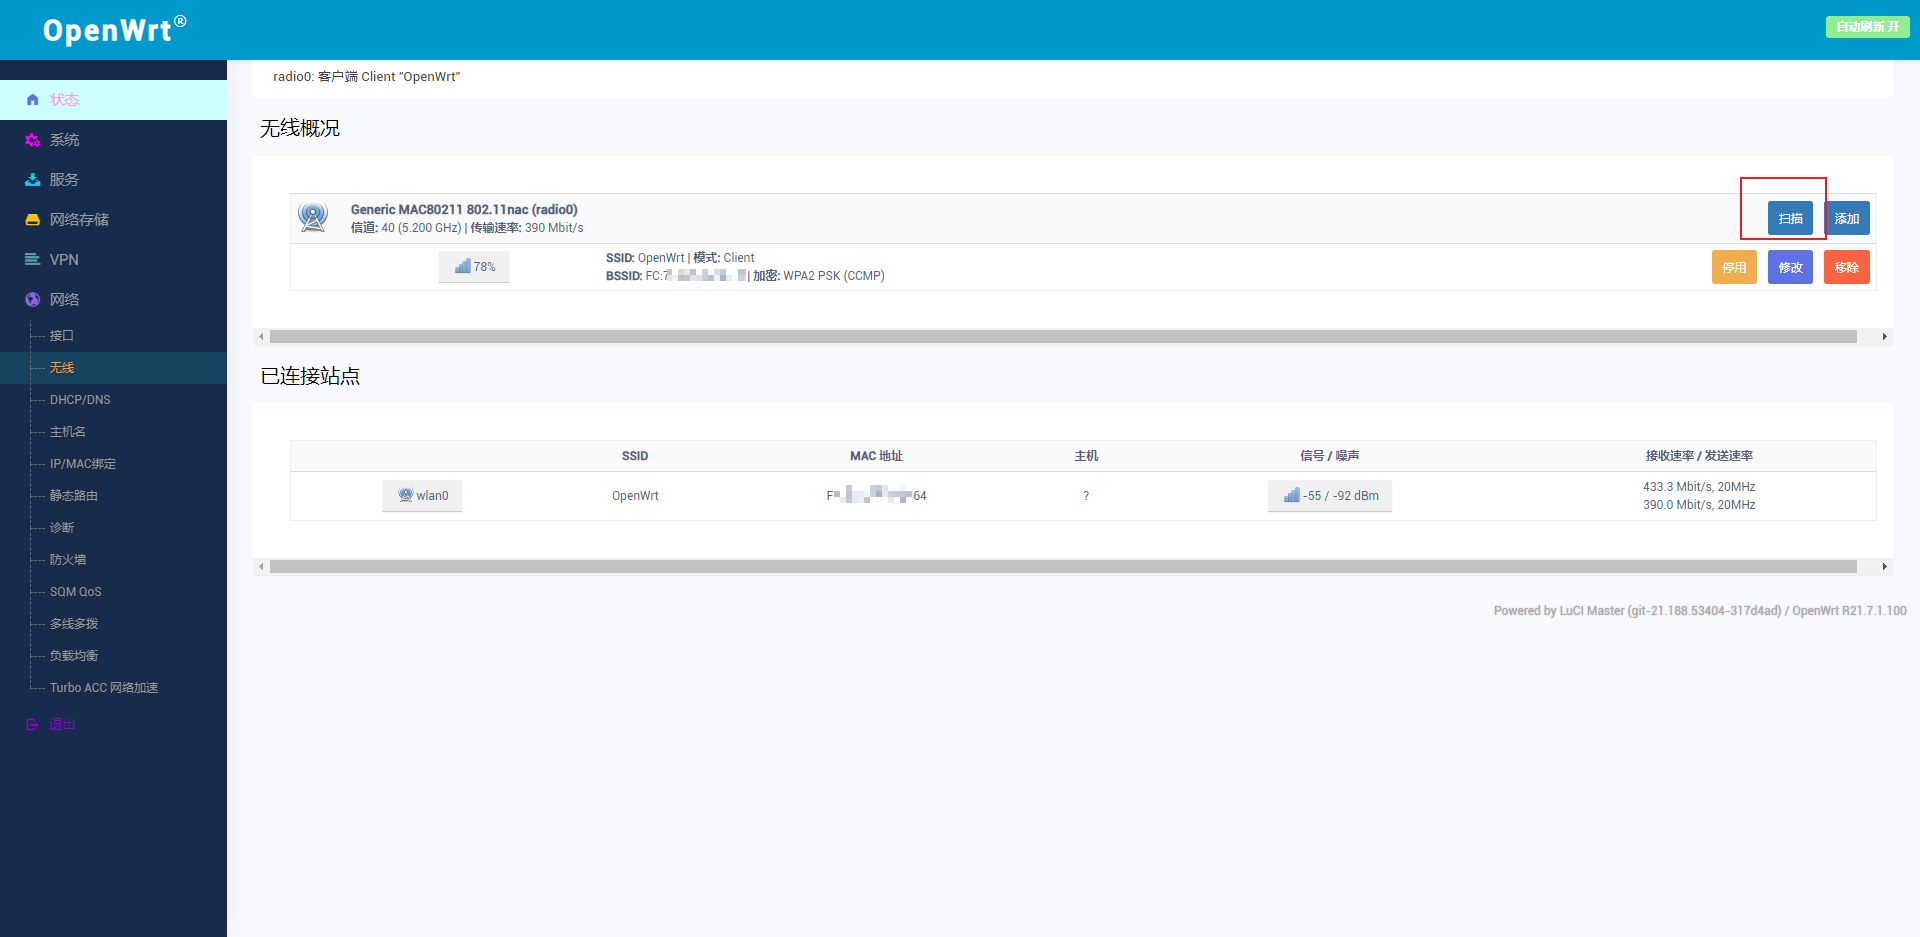 OpenWrt®
自动刷新 开
状态
系统
服务
网络存储
VPN
网络
接口
无线
DHCP/DNS
主机名
IP/MAC绑定
静态路由
诊断
防火墙
SQM QoS
多线多拨
负载均衡
Turbo ACC 网络加速
退出
radio0: 客户端 Client "OpenWrt"
无线概况
Generic MAC80211 802.11nac (radio0)
信道: 40 (5.200 GHz) | 传输速率: 390 Mbit/s
扫描 添加
78%
SSID: OpenWrt | 模式: Client
BSSID: FC:7 | 加密: WPA2 PSK (CCMP)
停用 修改 移除
已连接站点
SSID MAC 地址 主机 信号 / 噪声 接收速率 / 发送速率
wlan0 OpenWrt F 64 ? -55 / -92 dBm
433.3 Mbit/s, 20MHz
390.0 Mbit/s, 20MHz
Powered by LuCI Master (git-21.188.53404-317d4ad) / OpenWrt R21.7.1.100